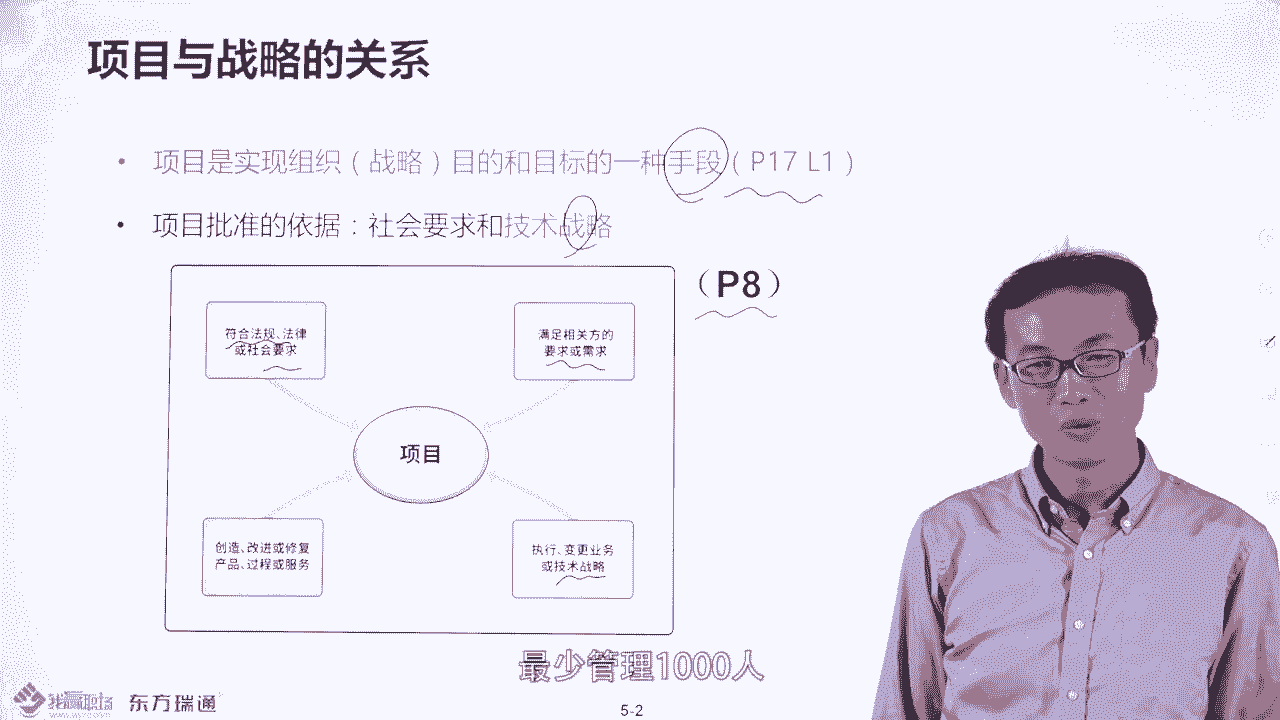 项目与战略的关系
• 项目是实现组织（战略）目的和目标的一种手段（P17 L1）
• 项目批准的依据：社会要求和技术战略
（P8）
符合法规、法律
或社会要求
满足相关方的
要求或需求
项目
创造、改进或修复
产品、过程或服务
执行、变更业务
或技术战略
最少管理1000人
东方瑞通
5-2